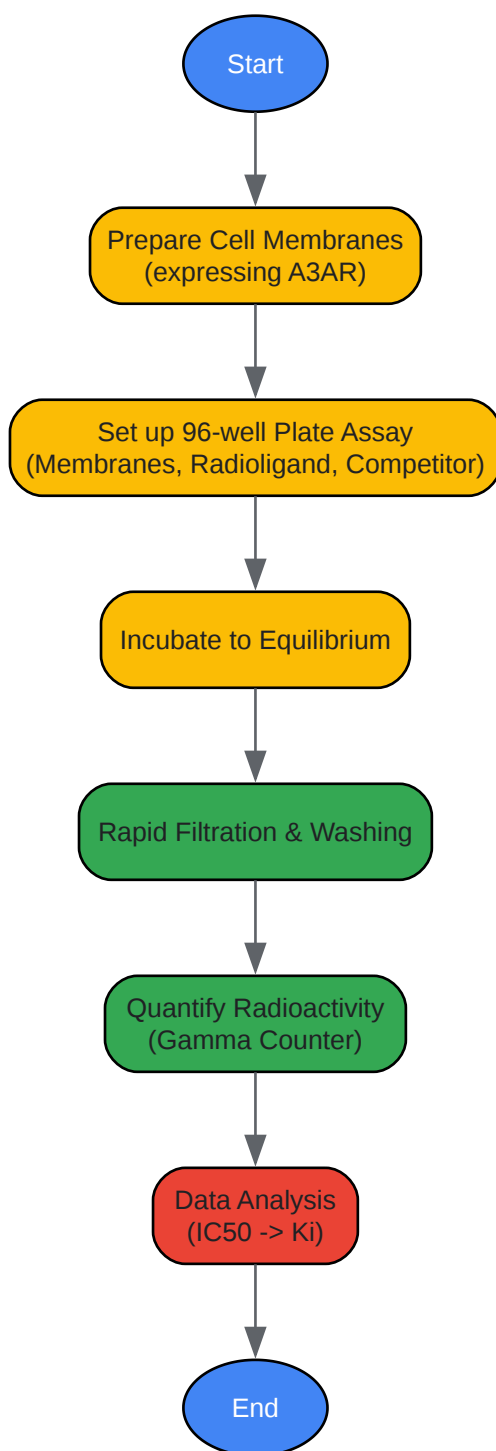 Start
Prepare Cell Membranes
(expressing A3AR)
Set up 96-well Plate Assay
(Membranes, Radioligand, Competitor)
Incubate to Equilibrium
Rapid Filtration & Washing
Quantify Radioactivity
(Gamma Counter)
Data Analysis
(IC50 -> Ki)
End